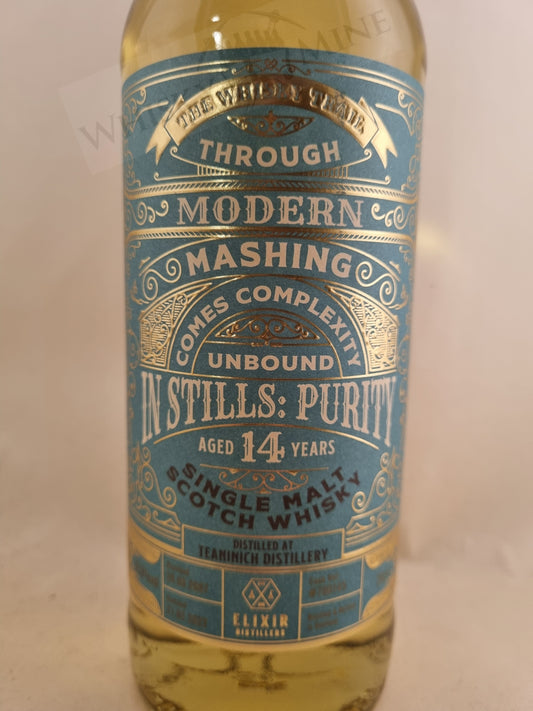 THE WHISKY TRAIL
THROUGH
MODERN
MASHING
COMES COMPLEXITY
UNBOUND
IN STILLS: PURITY
AGED 14 YEARS
SINGLE MALT
SCOTCH WHISKY
DISTILLED AT
TEANINICH DISTILLERY
ELIXIR
DISTILLERS